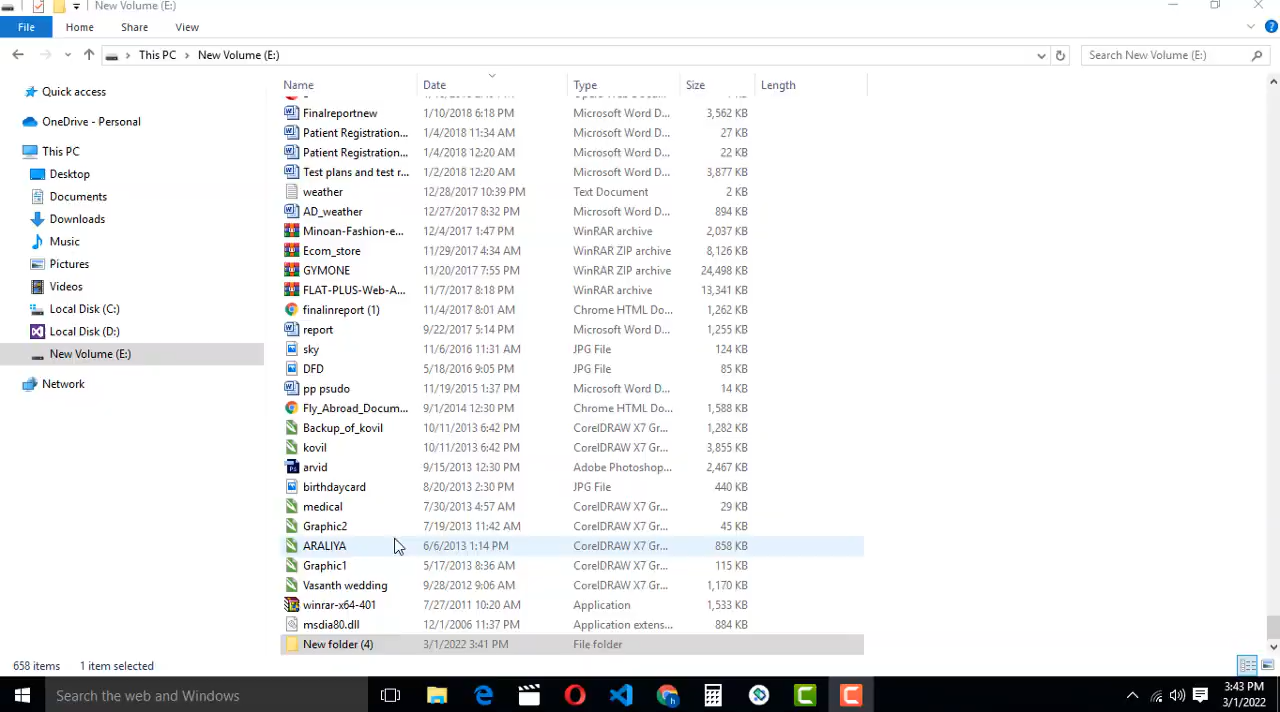 New Volume (E:)
File Home Share View
This PC > New Volume (E:)
Search New Volume (E:)
Name Date Type Size Length
Quick access
OneDrive - Personal
This PC
Desktop
Documents
Downloads
Music
Pictures
Videos
Local Disk (C:)
Local Disk (D:)
New Volume (E:)
Network
Finalreportnew 1/10/2018 6:18 PM Microsoft Word D... 3,562 KB
Patient Registration... 1/4/2018 11:34 AM Microsoft Word D... 27 KB
Patient Registration... 1/4/2018 12:20 AM Microsoft Word D... 22 KB
Test plans and test r... 1/2/2018 12:20 AM Microsoft Word D... 3,877 KB
weather 12/28/2017 10:39 PM Text Document 2 KB
AD_weather 12/27/2017 8:32 PM Microsoft Word D... 894 KB
Minoan-Fashion-e... 12/4/2017 1:47 PM WinRAR archive 2,037 KB
Ecom_store 11/29/2017 4:34 AM WinRAR ZIP archive 8,126 KB
GYMONE 11/20/2017 7:55 PM WinRAR ZIP archive 24,498 KB
FLAT-PLUS-Web-A... 11/7/2017 8:18 PM WinRAR archive 13,341 KB
finalinreport (1) 11/4/2017 8:01 AM Chrome HTML Do... 1,262 KB
report 9/22/2017 5:14 PM Microsoft Word D... 1,255 KB
sky 11/6/2016 11:31 AM JPG File 124 KB
DFD 5/18/2016 9:05 PM JPG File 85 KB
pp psudo 11/19/2015 1:37 PM Microsoft Word D... 14 KB
Fly_Abroad_Docum... 9/1/2014 12:30 PM Chrome HTML Do... 1,588 KB
Backup_of_kovil 10/11/2013 6:42 PM CorelDRAW X7 Gr... 1,282 KB
kovil 10/11/2013 6:42 PM CorelDRAW X7 Gr... 3,855 KB
arvid 9/15/2013 12:30 PM Adobe Photoshop... 2,467 KB
birthdaycard 8/20/2013 2:30 PM JPG File 440 KB
medical 7/30/2013 4:57 AM CorelDRAW X7 Gr... 29 KB
Graphic2 7/19/2013 11:42 AM CorelDRAW X7 Gr... 45 KB
ARALIYA 6/6/2013 1:14 PM CorelDRAW X7 Gr... 858 KB
Graphic1 5/17/2013 8:36 AM CorelDRAW X7 Gr... 115 KB
Vasanth wedding 9/28/2012 9:06 AM CorelDRAW X7 Gr... 1,170 KB
winrar-x64-401 7/27/2011 10:20 AM Application 1,533 KB
msdia80.dll 12/1/2006 11:37 PM Application extens... 884 KB
New folder (4) 3/1/2022 3:41 PM File folder
658 items 1 item selected
Search the web and Windows
3:43 PM
3/1/2022